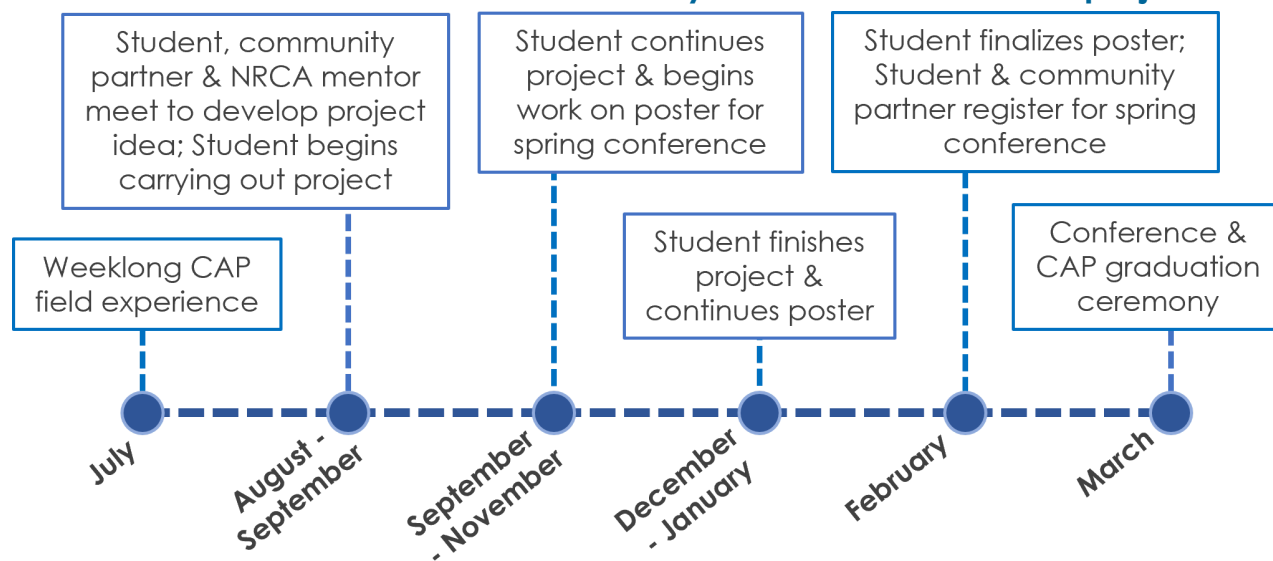 Student, community
partner & NRCA mentor
meet to develop project
idea; Student begins
carrying out project
Student continues
project & begins
work on poster for
spring conference
Student finalizes poster;
Student & community
partner register for spring
conference
Weeklong CAP
field experience
Student finishes
project &
continues poster
Conference &
CAP graduation
ceremony
July
August -
September
September
- November
December
- January
February
March